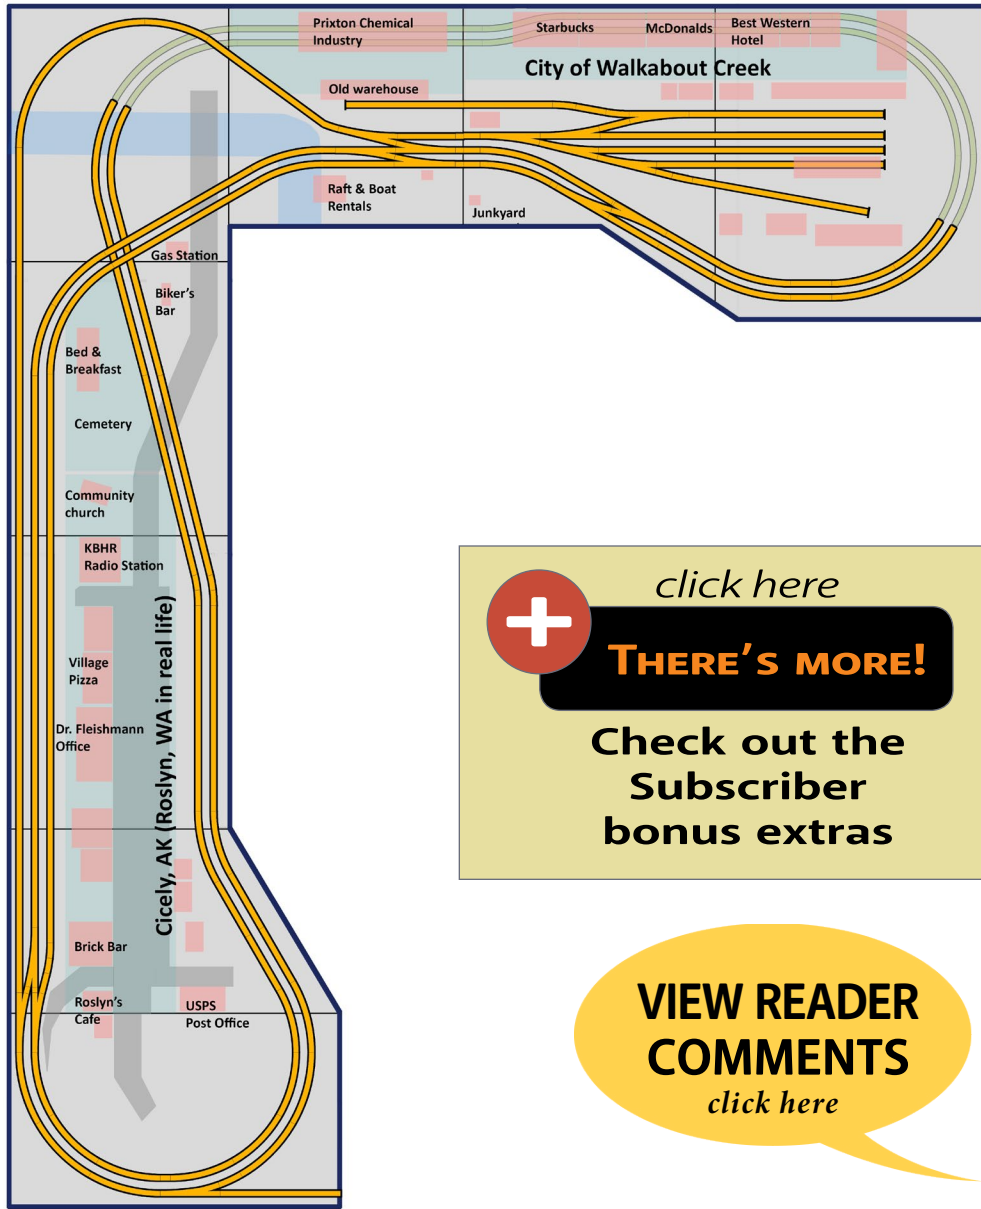 Prixton Chemical
Industry
Starbucks
McDonalds
Best Western
Hotel
City of Walkabout Creek
Old warehouse
Raft & Boat
Rentals
Junkyard
Gas Station
Biker's
Bar
Bed &
Breakfast
Cemetery
Community
church
KBHR
Radio Station
Village
Pizza
Dr. Fleishmann
Office
Cicely, AK (Roslyn, WA in real life)
Brick Bar
Roslyn's
Cafe
USPS
Post Office
click here
There's more!
Check out the
Subscriber
bonus extras
VIEW READER
COMMENTS
click here